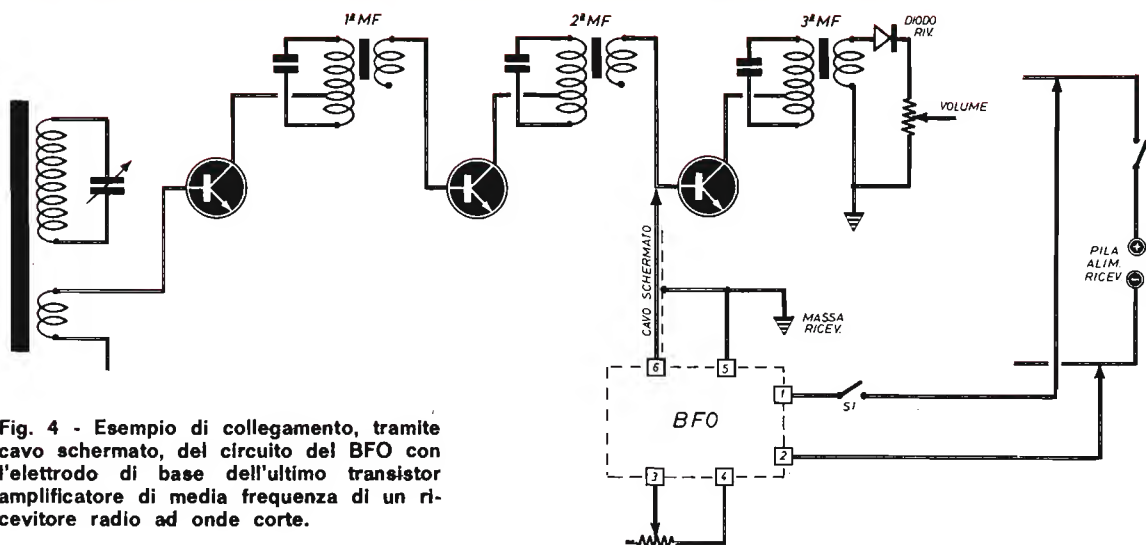 1ª MF
2ª MF
3ª MF
DIODO
RIV.
VOLUME
PILA
ALIM.
RICEV.
+
-
CAVO SCHERMATO
MASSA
RICEV.
6
5
1
S1
BFO
2
3
4
Fig. 4 - Esempio di collegamento, tramite
cavo schermato, del circuito del BFO con
l'elettrodo di base dell'ultimo transistor
amplificatore di media frequenza di un ri-
cevitore radio ad onde corte.